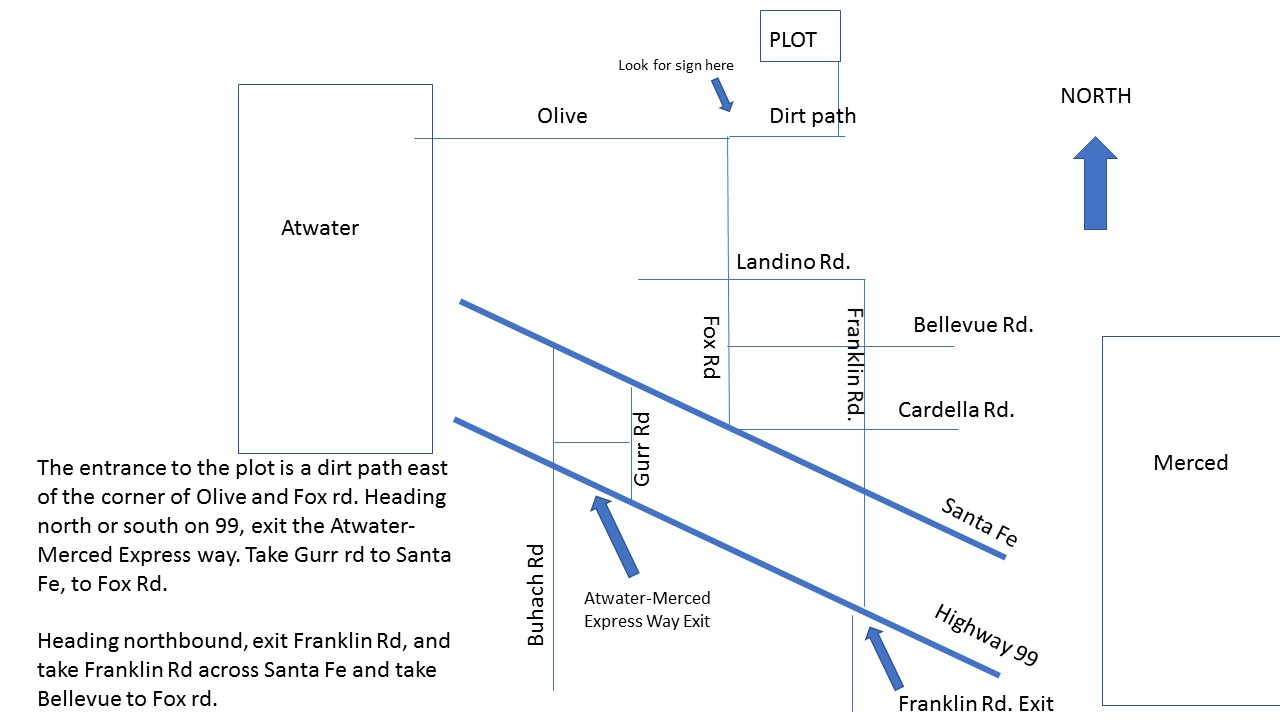 PLOT
Look for sign here
NORTH
Olive
Dirt path
Atwater
Landino Rd.
Fox Rd
Franklin Rd.
Bellevue Rd.
Cardella Rd.
Gurr Rd
Merced
The entrance to the plot is a dirt path east
of the corner of Olive and Fox rd. Heading
north or south on 99, exit the Atwater-
Merced Express way. Take Gurr rd to Santa
Fe, to Fox Rd.
Heading northbound, exit Franklin Rd, and
take Franklin Rd across Santa Fe and take
Bellevue to Fox rd.
Santa Fe
Buhach Rd
Atwater-Merced
Express Way Exit
Highway 99
Franklin Rd. Exit